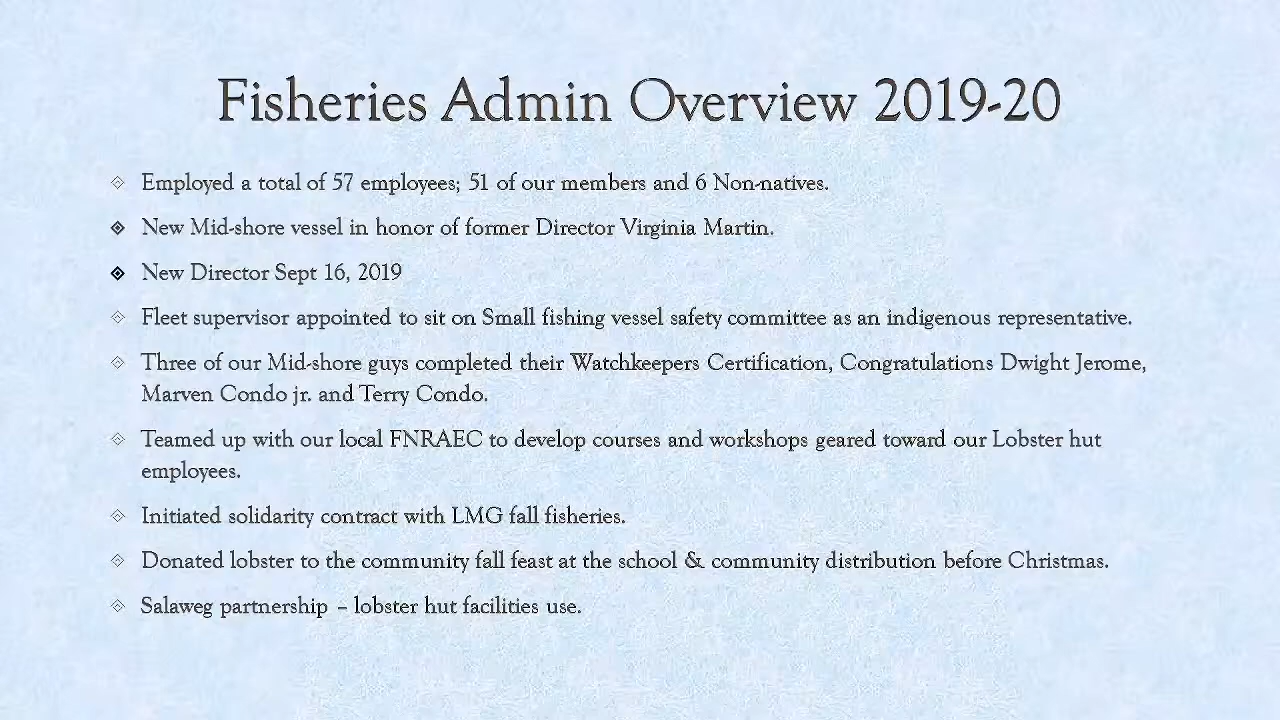 Fisheries Admin Overview 2019-20
Employed a total of 57 employees; 51 of our members and 6 Non-natives.
New Mid-shore vessel in honor of former Director Virginia Martin.
New Director Sept 16, 2019
Fleet supervisor appointed to sit on Small fishing vessel safety committee as an indigenous representative.
Three of our Mid-shore guys completed their Watchkeepers Certification, Congratulations Dwight Jerome,
Marven Condo jr. and Terry Condo.
Teamed up with our local FNRAEC to develop courses and workshops geared toward our Lobster hut
employees.
Initiated solidarity contract with LMG fall fisheries.
Donated lobster to the community fall feast at the school & community distribution before Christmas.
Salaweg partnership – lobster hut facilities use.